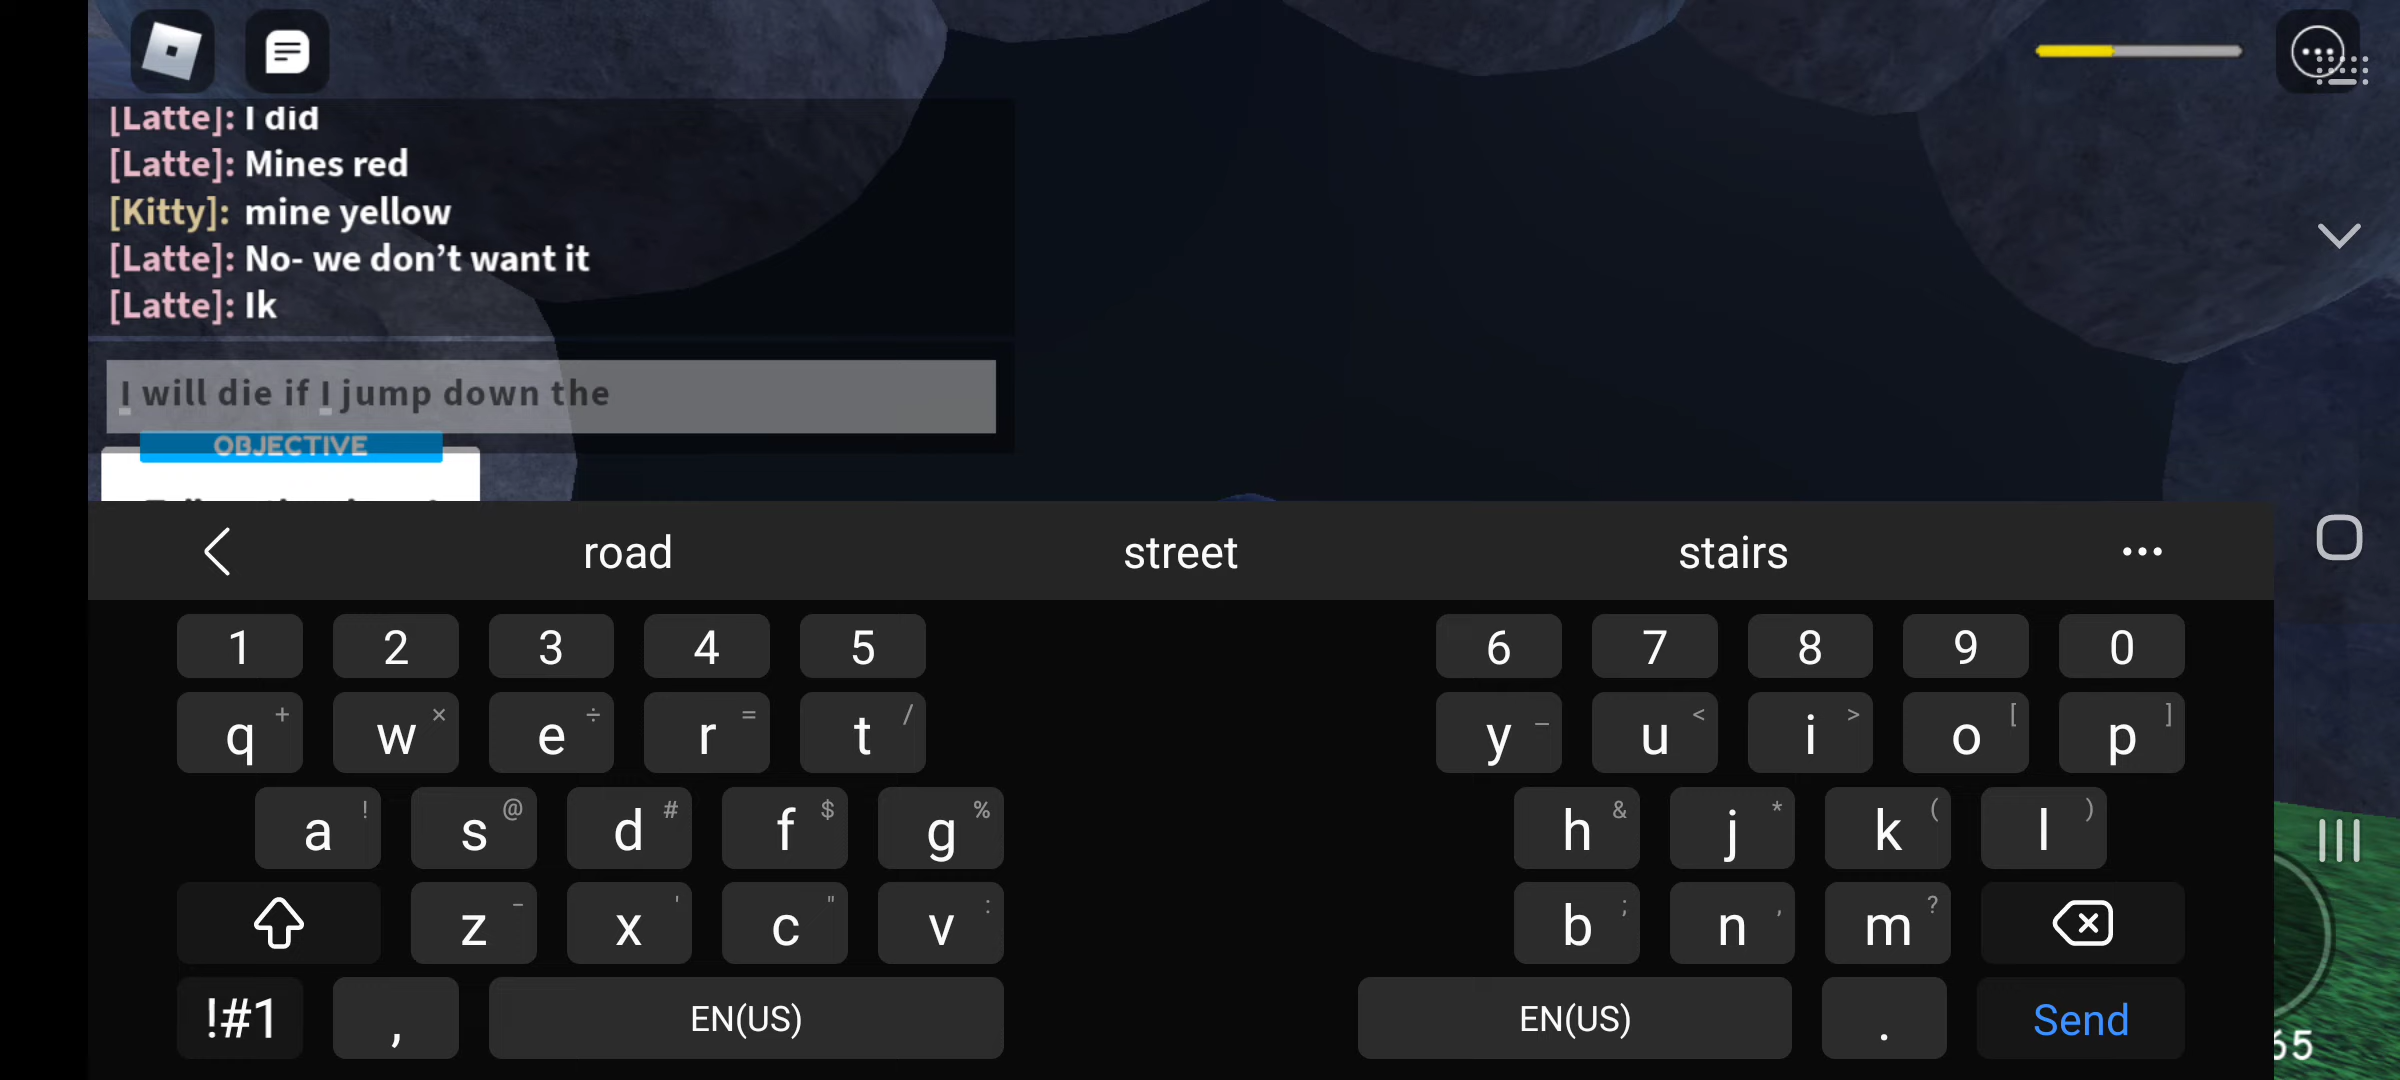 [Latte]: I did
[Latte]: Mines red
[Kitty]: mine yellow
[Latte]: No- we don’t want it
[Latte]: Ik
I will die if I jump down the
OBJECTIVE
road street stairs ...
1 2 3 4 5 6 7 8 9 0
q + w × e ÷ r = t / y _ u < i > o [ p ]
a ! s @ d # f $ g % h & j * k ( l )
z - x ' c " v : b ; n , m ?
!#1 , EN(US) EN(US) . Send
65